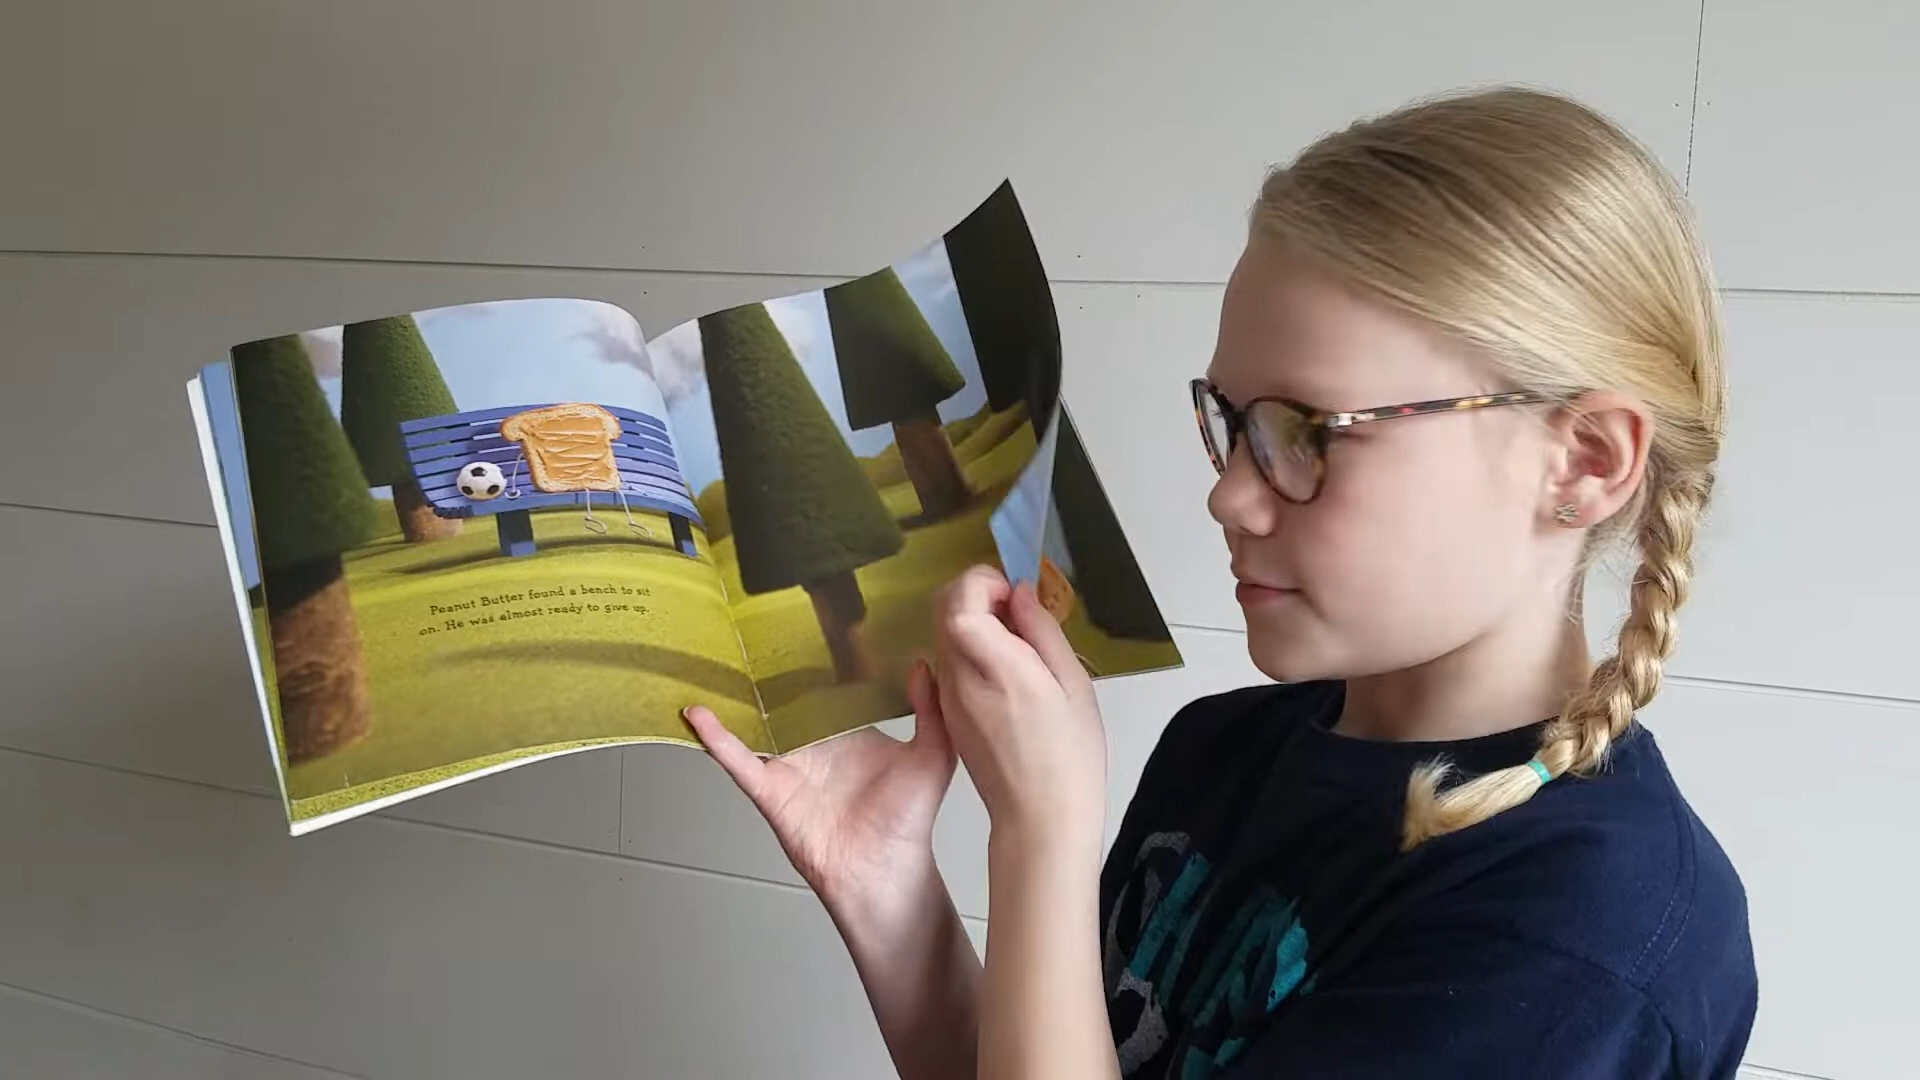 Peanut Butter found a bench to sit
on. He was almost ready to give up.